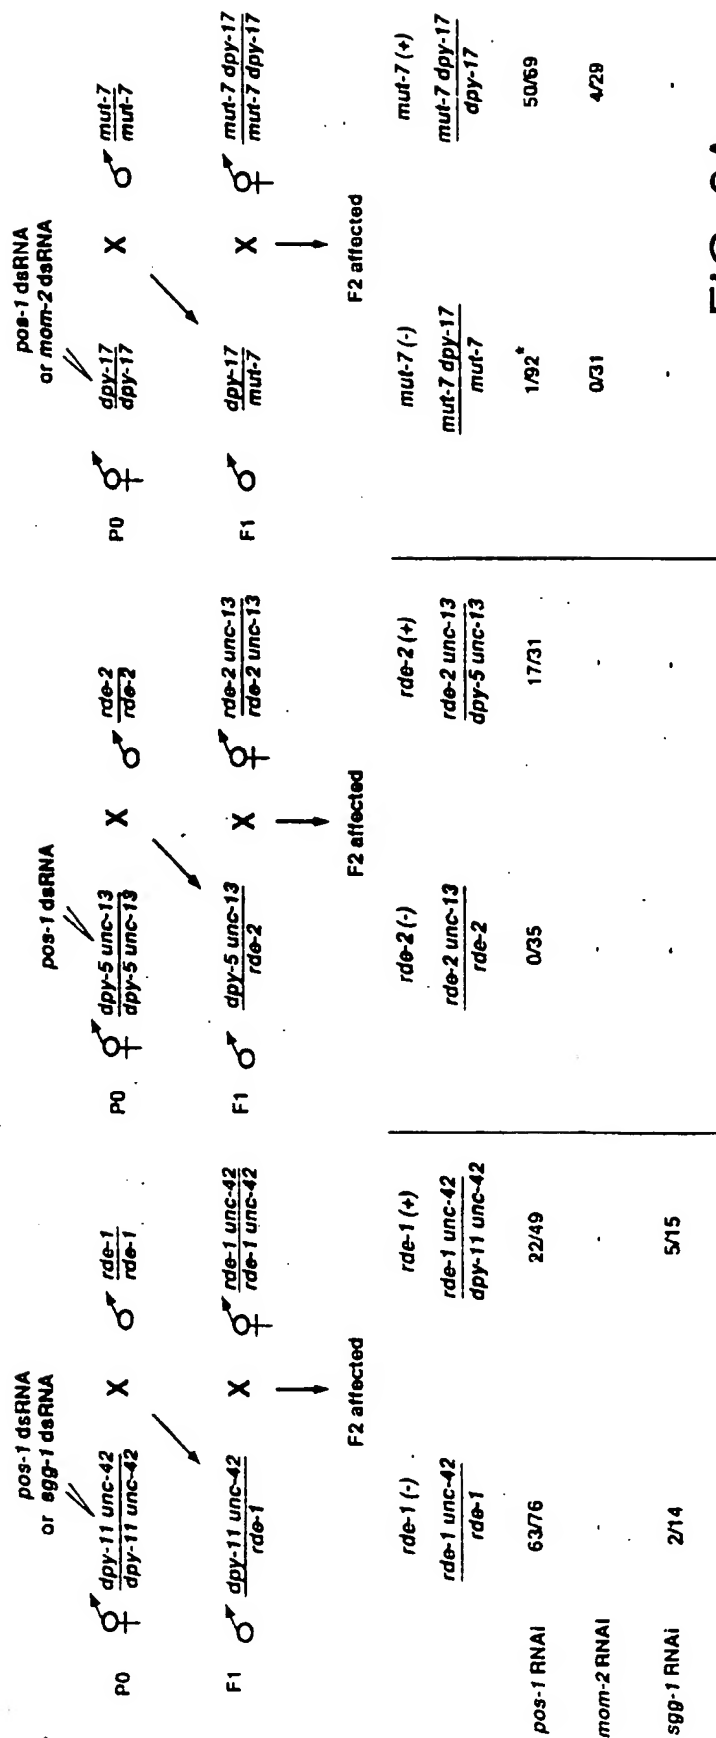 pos-1 dsRNA
or sgg-1 dsRNA
P0 dpy-11 unc-42 X rde-1
dpy-11 unc-42 rde-1
F1 dpy-11 unc-42 X rde-1 unc-42
rde-1 rde-1 unc-42
F2 affected
rde-1 (-) rde-1 (+)
rde-1 unc-42 rde-1 unc-42
rde-1 dpy-11 unc-42
pos-1 RNAi 63/76 22/49
mom-2 RNAi - -
sgg-1 RNAi 2/14 5/15
pos-1 dsRNA
P0 dpy-5 unc-13 X rde-2
dpy-5 unc-13 rde-2
F1 dpy-5 unc-13 X rde-2 unc-13
rde-2 rde-2 unc-13
F2 affected
rde-2 (-) rde-2 (+)
rde-2 unc-13 rde-2 unc-13
rde-2 dpy-5 unc-13
0/35 17/31
- -
- -
pos-1 dsRNA
or mom-2 dsRNA
P0 dpy-17 X mut-7
dpy-17 mut-7
F1 dpy-17 X mut-7 dpy-17
mut-7 mut-7 dpy-17
F2 affected
mut-7 (-) mut-7 (+)
mut-7 dpy-17 mut-7 dpy-17
mut-7 dpy-17
1/92* 50/69
0/31 4/29
- -